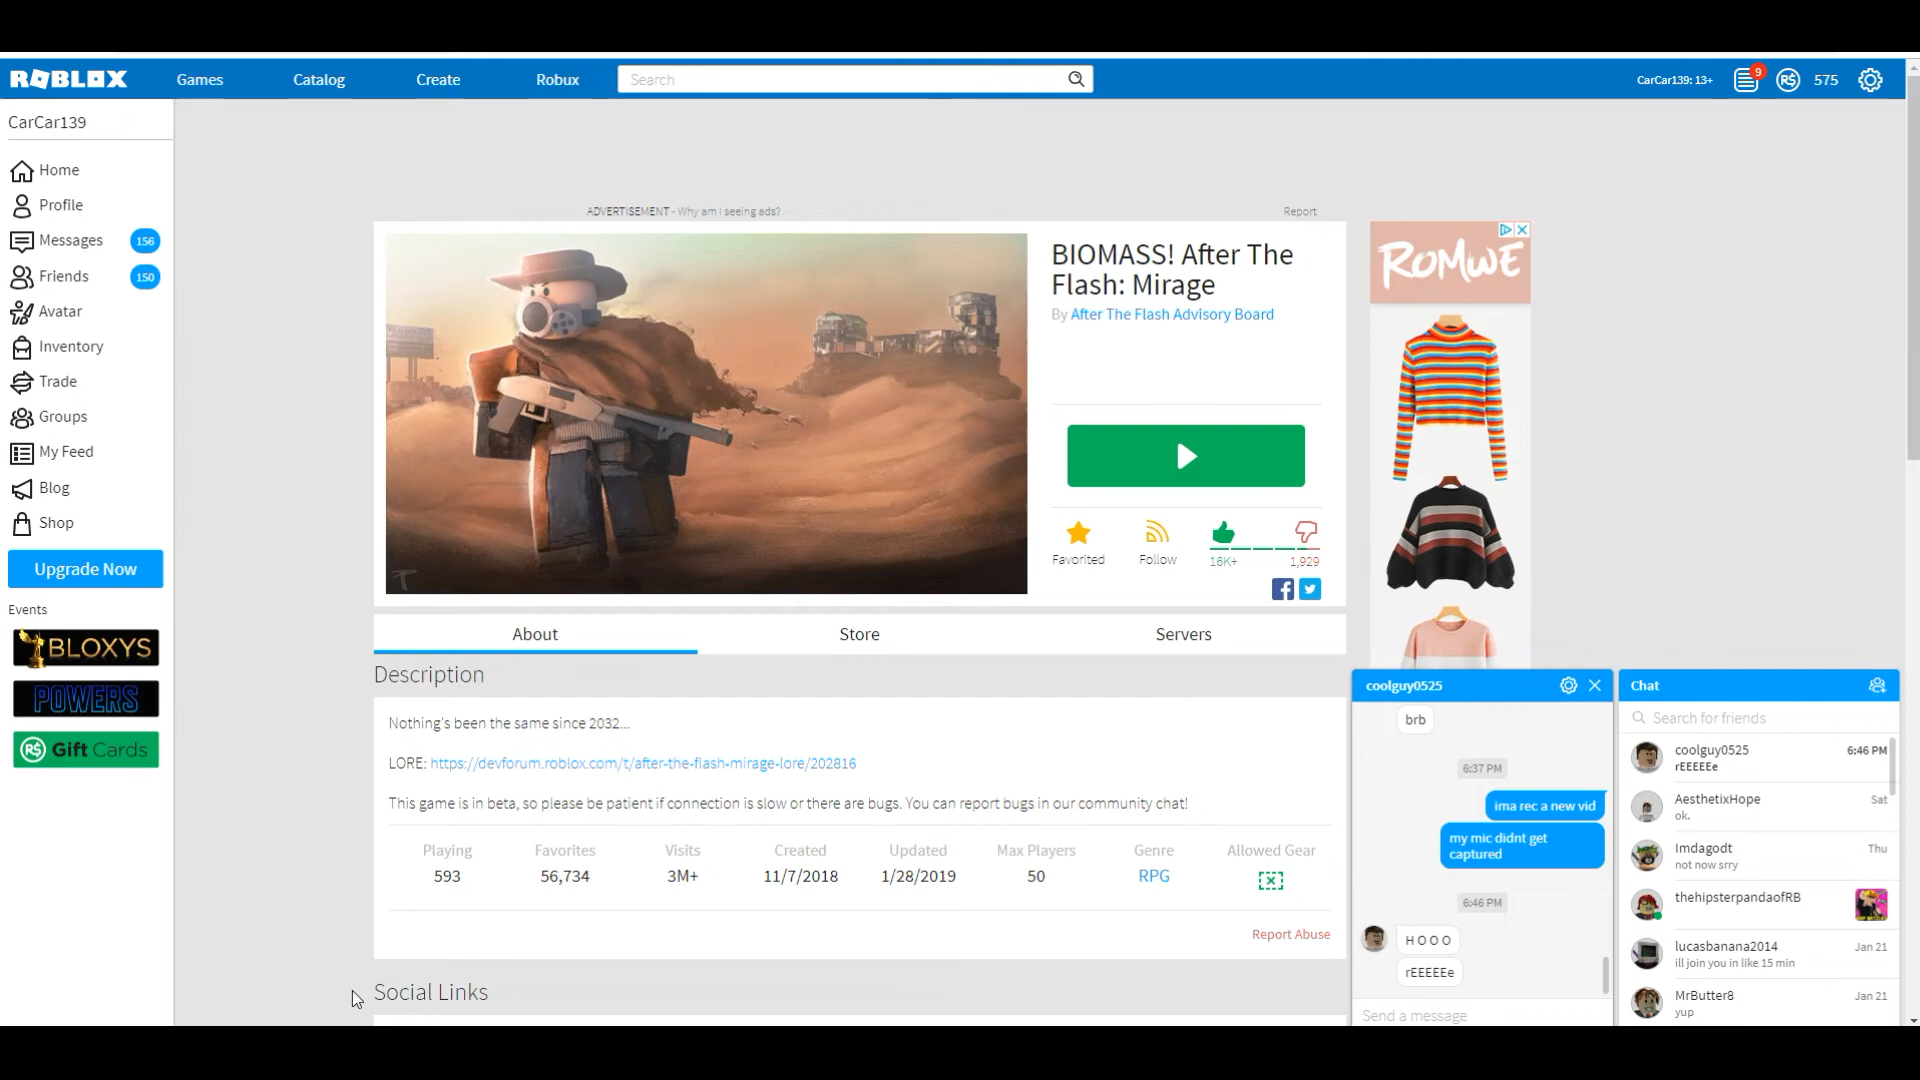 ROBLOX
Games
Catalog
Create
Robux
Search
CarCar139: 13+
9
575
CarCar139
Home
Profile
Messages
156
Friends
150
Avatar
Inventory
Trade
Groups
My Feed
Blog
Shop
Upgrade Now
Events
BLOXYS
POWERS
R$ Gift Cards
ADVERTISEMENT - Why am I seeing ads?
Report
BIOMASS! After The
Flash: Mirage
By After The Flash Advisory Board
Favorited
Follow
16K+
1,929
ROMWE
About
Store
Servers
Description
Nothing's been the same since 2032...
LORE: https://devforum.roblox.com/t/after-the-flash-mirage-lore/202816
This game is in beta, so please be patient if connection is slow or there are bugs. You can report bugs in our community chat!
Playing
Favorites
Visits
Created
Updated
Max Players
Genre
Allowed Gear
593
56,734
3M+
11/7/2018
1/28/2019
50
RPG
Report Abuse
Social Links
coolguy0525
brb
6:37 PM
ima rec a new vid
my mic didnt get
captured
6:46 PM
H O O O
rEEEEEe
Send a message
Chat
Search for friends
coolguy0525
6:46 PM
rEEEEEe
AesthetixHope
Sat
ok.
Imdagodt
Thu
not now srry
thehipsterpandaofRB
lucasbanana2014
Jan 21
ill join you in like 15 min
MrButter8
Jan 21
yup